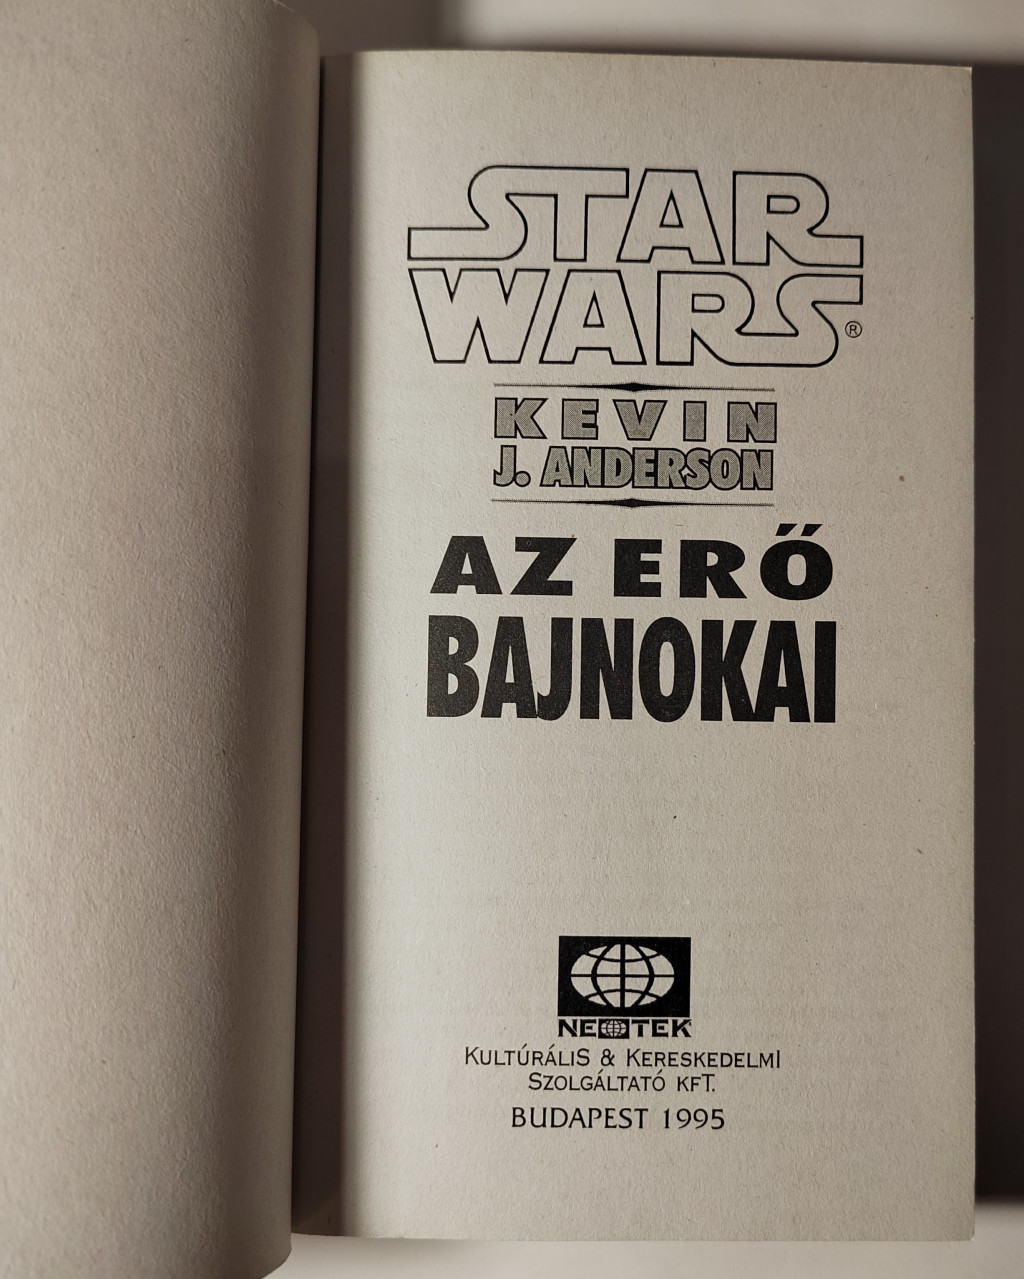 STAR
WARS®
KEVIN
J. ANDERSON
AZ ERŐ
BAJNOKAI
NEOTEK
KULTÚRÁLIS & KERESKEDELMI
SZOLGÁLTATÓ KFT.
BUDAPEST 1995